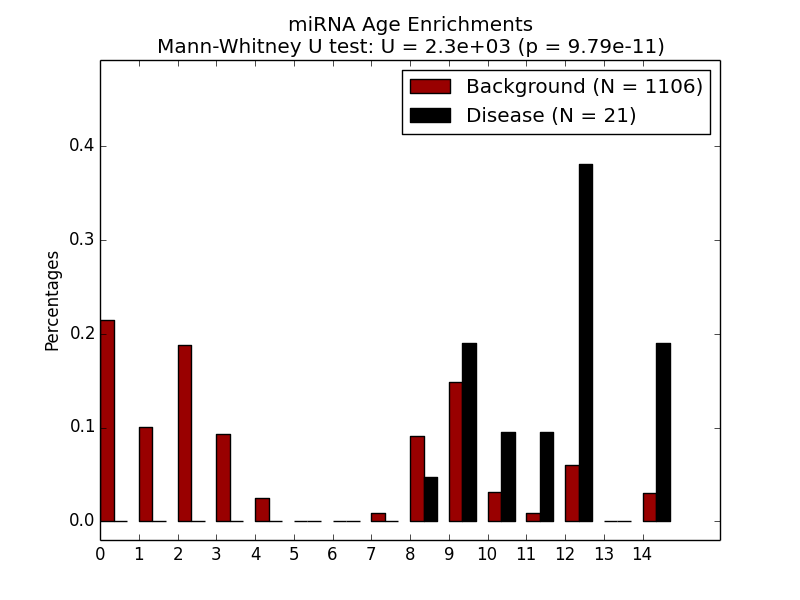 miRNA Age Enrichments
Mann-Whitney U test: U = 2.3e+03 (p = 9.79e-11)
Background (N = 1106)
Disease (N = 21)
Percentages
0.4
0.3
0.2
0.1
0.0
0 1 2 3 4 5 6 7 8 9 10 11 12 13 14